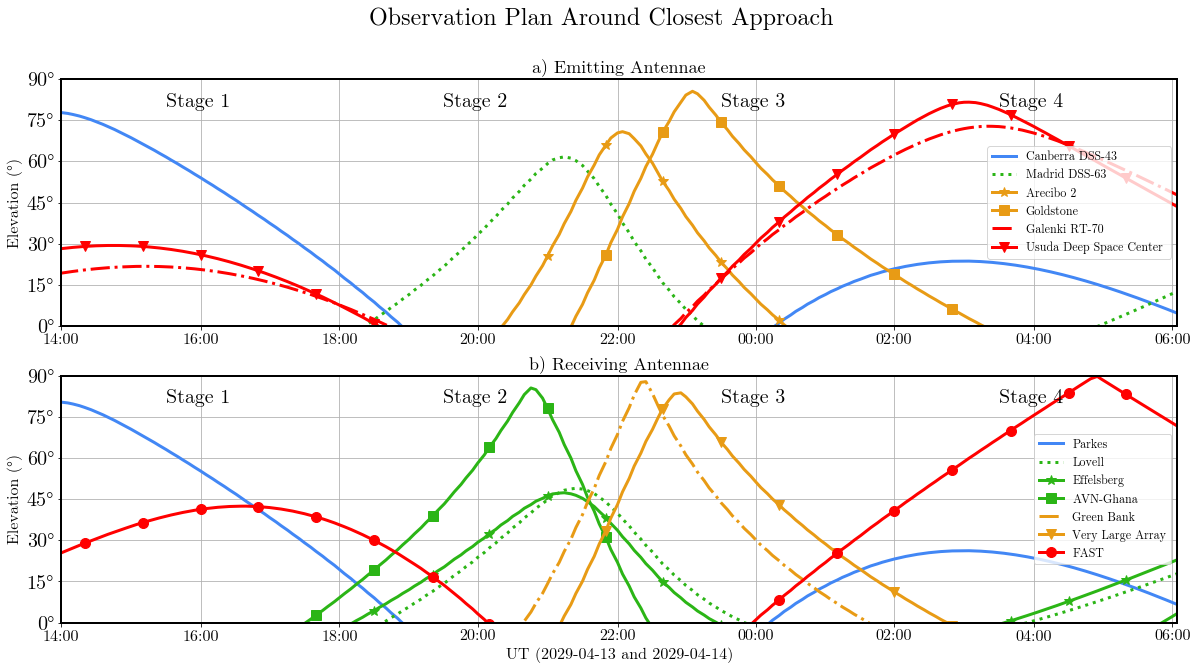 Observation Plan Around Closest Approach
a) Emitting Antennae
90°
75°
60°
45°
30°
15°
0°
Elevation (°)
Stage 1
Stage 2
Stage 3
Stage 4
Canberra DSS-43
Madrid DSS-63
Arecibo 2
Goldstone
Galenki RT-70
Usuda Deep Space Center
14:00 16:00 18:00 20:00 22:00 00:00 02:00 04:00 06:00
b) Receiving Antennae
90°
75°
60°
45°
30°
15°
0°
Elevation (°)
Stage 1
Stage 2
Stage 3
Stage 4
Parkes
Lovell
Effelsberg
AVN-Ghana
Green Bank
Very Large Array
FAST
14:00 16:00 18:00 20:00 22:00 00:00 02:00 04:00 06:00
UT (2029-04-13 and 2029-04-14)